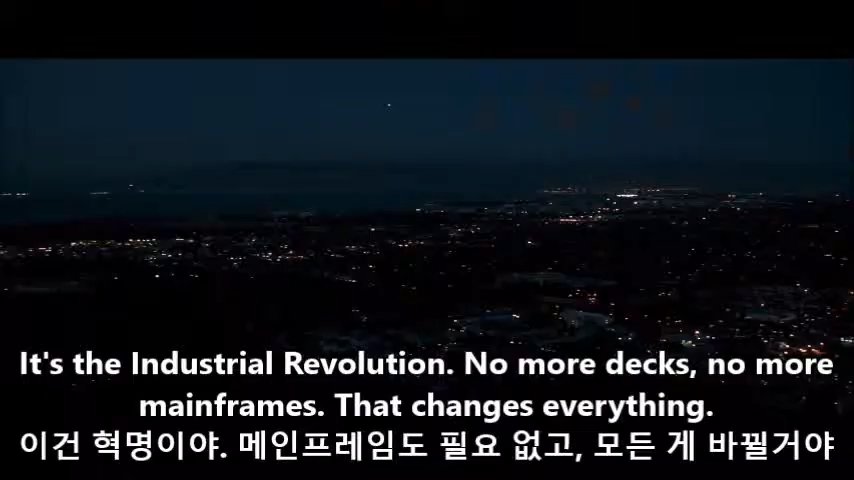 It's the Industrial Revolution. No more decks, no more
mainframes. That changes everything.
이건 혁명이야. 메인프레임도 필요 없고, 모든 게 바뀔거야